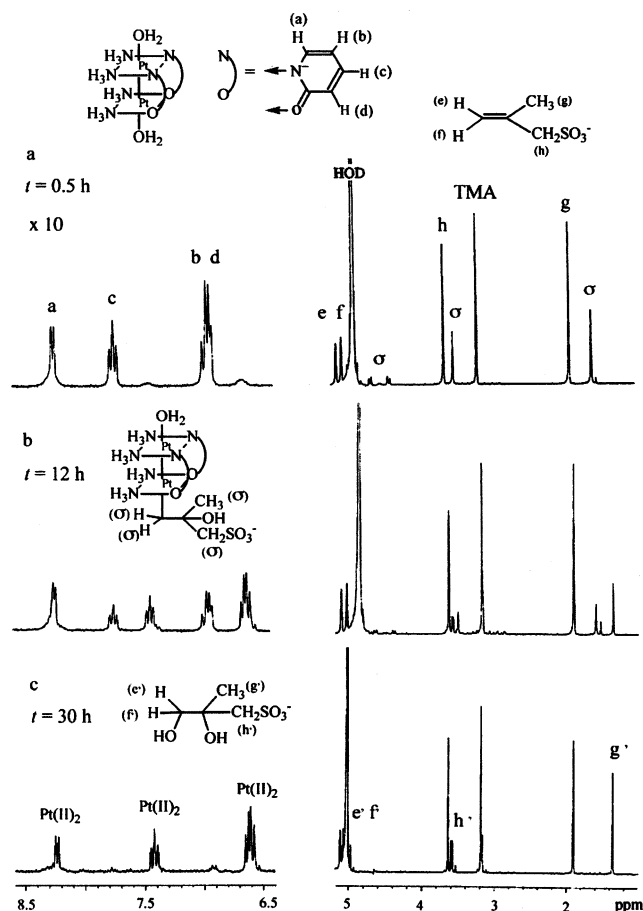 (a)
OH₂
H H (b)
H₃N N N
Pt
H₃N N = N⁻ H (c)
H₃N O O
Pt
H₃N O O H (d)
OH₂
(e) H CH₃ (g)
(f) H CH₂SO₃⁻
(h)
a
t = 0.5 h
x 10
a c b d
HOD
TMA
e f σ h σ g σ
b
t = 12 h
OH₂
H₃N N
Pt
H₃N N
H₃N O
Pt
H₃N O
CH₃ (σ)
(σ) H OH
(σ) H CH₂SO₃⁻
(σ)
c
t = 30 h
(e') H CH₃(g')
(f') H CH₂SO₃⁻
HO OH (h')
Pt(II)₂ Pt(II)₂ Pt(II)₂
e' f' h' g'
8.5 7.5 6.5 5 4 3 2 ppm